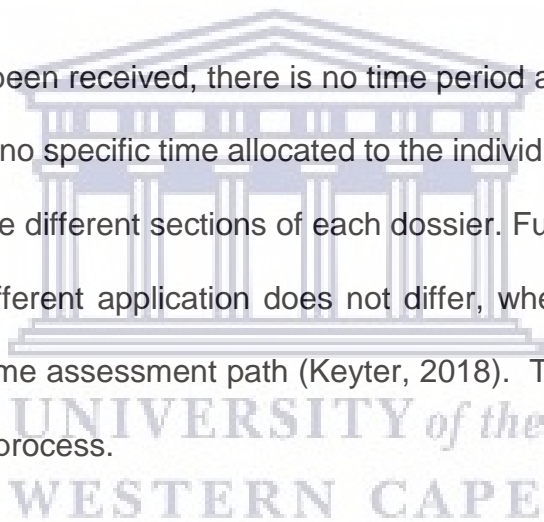 been received, there is no time period a
no specific time allocated to the individ
e different sections of each dossier. Fu
fferent application does not differ, whe
me assessment path (Keyter, 2018). T
UNIVERSITY of the
process.
WESTERN CAPE